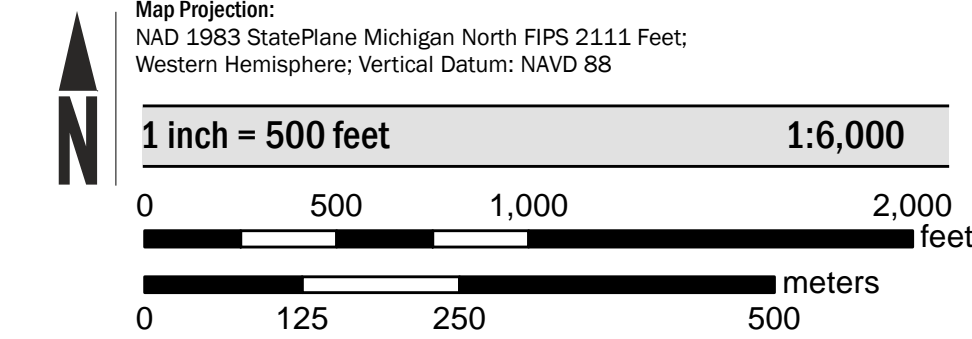 Map Projection:
NAD 1983 StatePlane Michigan North FIPS 2111 Feet;
Western Hemisphere; Vertical Datum: NAVD 88
N
1 inch = 500 feet 1:6,000
0 500 1,000 2,000
feet
meters
0 125 250 500